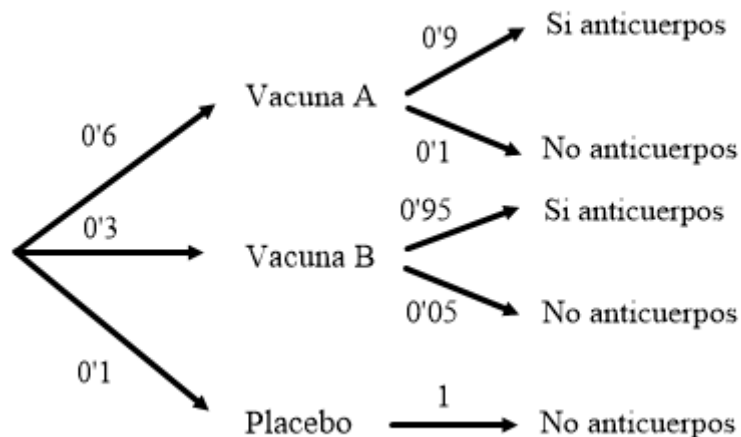 0'9
Si anticuerpos
Vacuna A
0'6
0'1
No anticuerpos
0'95
Si anticuerpos
0'3
Vacuna B
0'05
No anticuerpos
0'1
1
Placebo
No anticuerpos